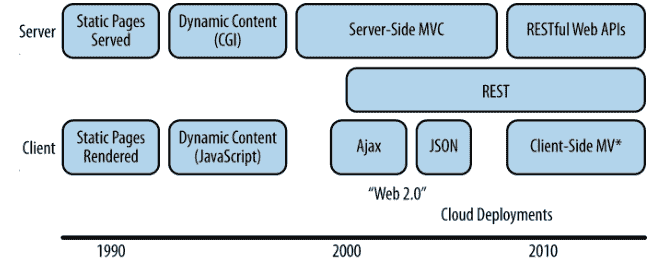 Server
Static Pages
Served
Dynamic Content
(CGI)
Server-Side MVC
RESTful Web APIs
REST
Client
Static Pages
Rendered
Dynamic Content
(JavaScript)
Ajax
JSON
Client-Side MV*
“Web 2.0”
Cloud Deployments
1990
2000
2010